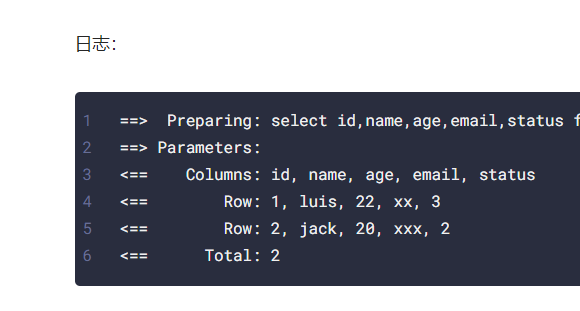 日志：
1 ==>  Preparing: select id,name,age,email,status f
2 ==> Parameters:
3 <==    Columns: id, name, age, email, status
4 <==        Row: 1, luis, 22, xx, 3
5 <==        Row: 2, jack, 20, xxx, 2
6 <==      Total: 2